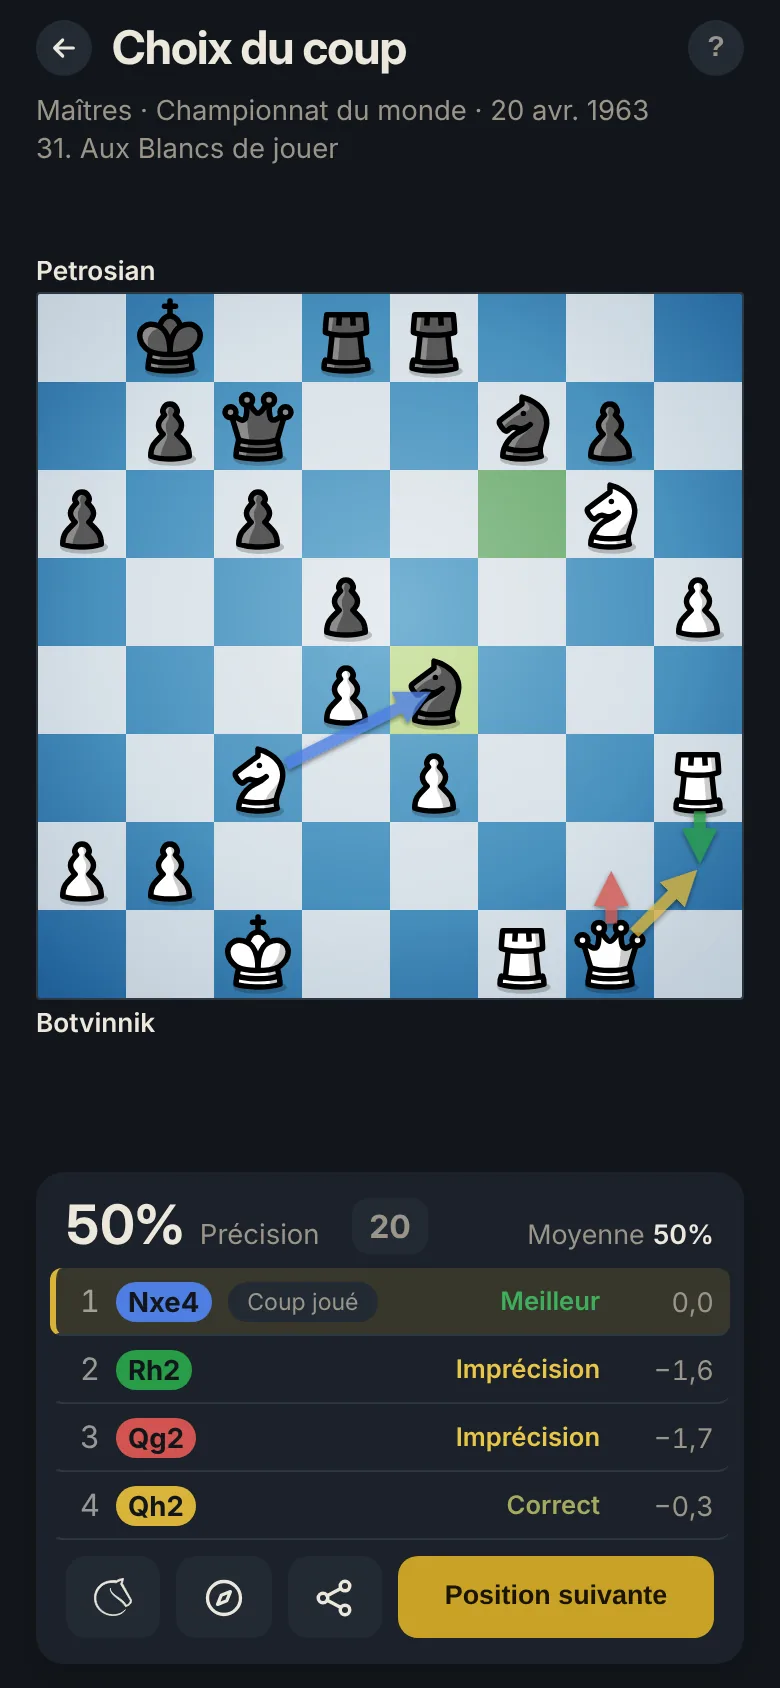 Choix du coup
?
Maîtres · Championnat du monde · 20 avr. 1963
31. Aux Blancs de jouer
Petrosian
Botvinnik
50% Précision 20 Moyenne 50%
1 Nxe4 Coup joué Meilleur 0,0
2 Rh2 Imprécision −1,6
3 Qg2 Imprécision −1,7
4 Qh2 Correct −0,3
Position suivante